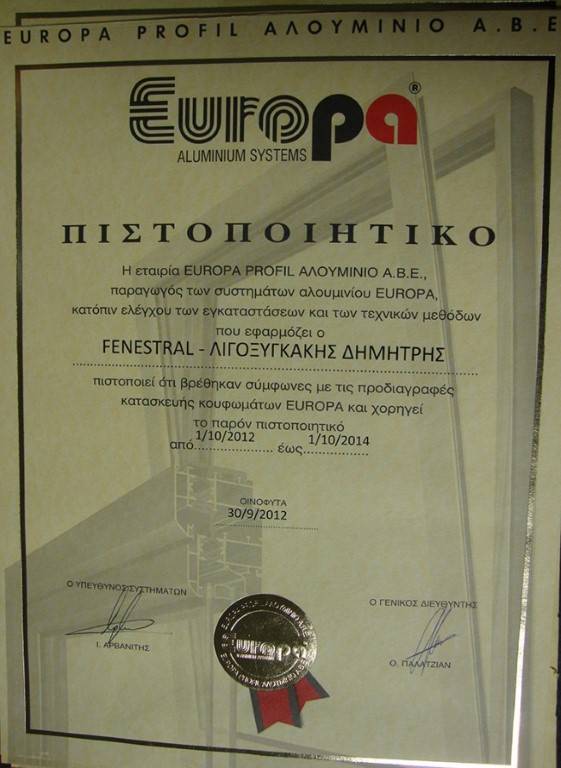 EUROPA PROFIL ΑΛΟΥΜΙΝΙΟ Α.Β.Ε
Europa®
ALUMINIUM SYSTEMS
ΠΙΣΤΟΠΟΙΗΤΙΚΟ
Η εταιρία EUROPA PROFIL ΑΛΟΥΜΙΝΙΟ Α.Β.Ε.,
παραγωγός των συστημάτων αλουμινίου EUROPA,
κατόπιν ελέγχου των εγκαταστάσεων και των τεχνικών μεθόδων
που εφαρμόζει ο
FENESTRAL - ΛΙΓΟΞΥΓΚΑΚΗΣ ΔΗΜΗΤΡΗΣ
πιστοποιεί ότι βρέθηκαν σύμφωνες με τις προδιαγραφές
κατασκευής κουφωμάτων EUROPA και χορηγεί
το παρόν πιστοποιητικό
από 1/10/2012 έως 1/10/2014
ΟΙΝΟΦΥΤΑ
30/9/2012
Ο ΥΠΕΥΘΥΝΟΣ ΣΥΣΤΗΜΑΤΩΝ
Ι. ΑΡΒΑΝΙΤΗΣ
Ο ΓΕΝΙΚΟΣ ΔΙΕΥΘΥΝΤΗΣ
Ο. ΠΑΛΑΤΖΙΑΝ
Europa